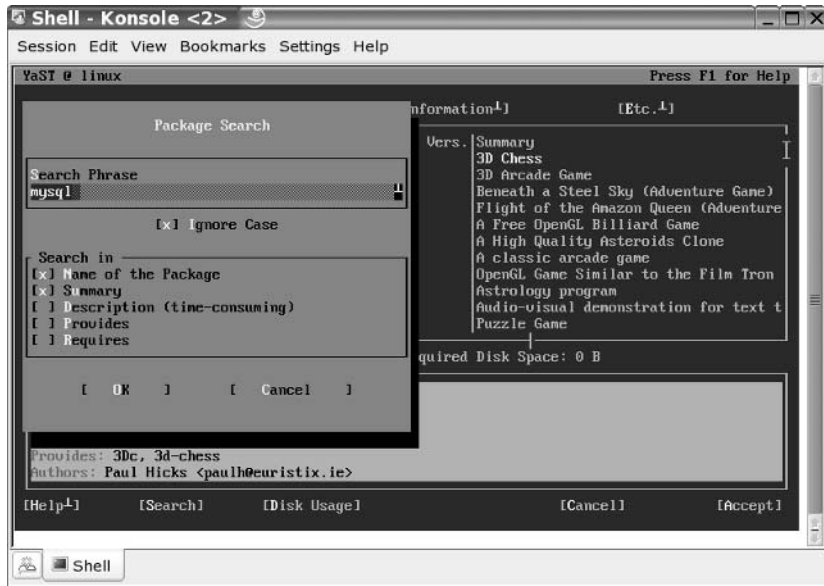 Shell - Konsole <2>
Session Edit View Bookmarks Settings Help
YaST @ linux Press F1 for Help
Package Search
Search Phrase
mysql
[x] Ignore Case
Search in
[x] Name of the Package
[x] Summary
[ ] Description (time-consuming)
[ ] Provides
[ ] Requires
[ OK ] [ Cancel ]
nformation┴] [Etc.┴]
Vers. Summary
3D Chess
3D Arcade Game
Beneath a Steel Sky (Adventure Game)
Flight of the Amazon Queen (Adventure
A Free OpenGL Billiard Game
A High Quality Asteroids Clone
A classic arcade game
OpenGL Game Similar to the Film Tron
Astrology program
Audio-visual demonstration for text t
Puzzle Game
quired Disk Space: 0 B
Provides: 3Dc, 3d-chess
Authors: Paul Hicks <paulh@euristix.ie>
[Help┴] [Search] [Disk Usage] [Cancel] [Accept]
Shell